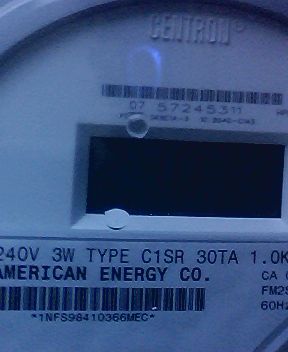 CENTRON
07 57245311
240V 3W TYPE C1SR 30TA 1.0K
AMERICAN ENERGY CO.
CA
FM2S
60HZ
*1NFS98410366MEC*